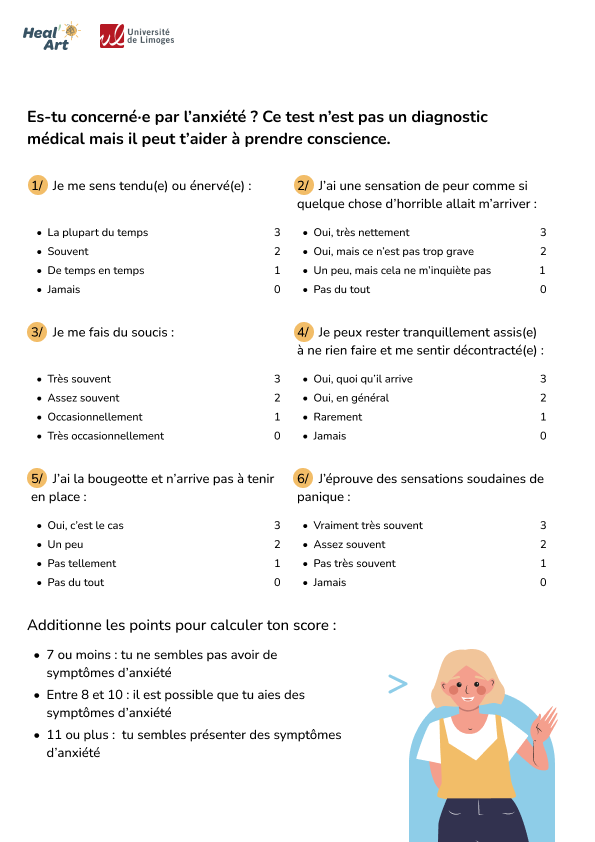 Heal'
Art
Université
de Limoges
Es-tu concerné·e par l'anxiété ? Ce test n'est pas un diagnostic
médical mais il peut t'aider à prendre conscience.
1/ Je me sens tendu(e) ou énervé(e) :
• La plupart du temps 3
• Souvent 2
• De temps en temps 1
• Jamais 0
2/ J'ai une sensation de peur comme si
quelque chose d'horrible allait m'arriver :
• Oui, très nettement 3
• Oui, mais ce n'est pas trop grave 2
• Un peu, mais cela ne m'inquiète pas 1
• Pas du tout 0
3/ Je me fais du soucis :
• Très souvent 3
• Assez souvent 2
• Occasionnellement 1
• Très occasionnellement 0
4/ Je peux rester tranquillement assis(e)
à ne rien faire et me sentir décontracté(e) :
• Oui, quoi qu'il arrive 3
• Oui, en général 2
• Rarement 1
• Jamais 0
5/ J'ai la bougeotte et n'arrive pas à tenir
en place :
• Oui, c'est le cas 3
• Un peu 2
• Pas tellement 1
• Pas du tout 0
6/ J'éprouve des sensations soudaines de
panique :
• Vraiment très souvent 3
• Assez souvent 2
• Pas très souvent 1
• Jamais 0
Additionne les points pour calculer ton score :
• 7 ou moins : tu ne sembles pas avoir de
symptômes d'anxiété
• Entre 8 et 10 : il est possible que tu aies des
symptômes d'anxiété
• 11 ou plus : tu sembles présenter des symptômes
d'anxiété